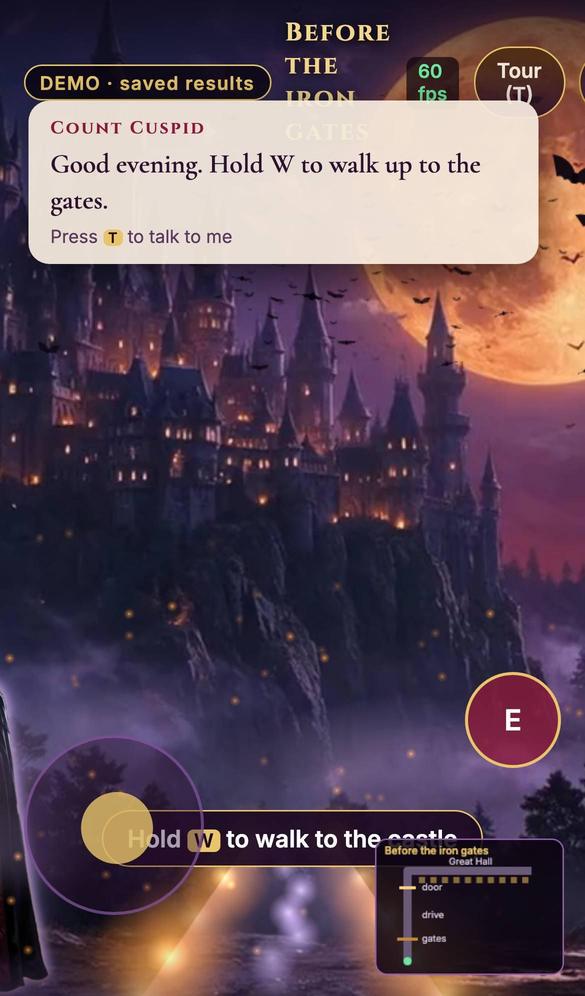 BEFORE
THE
IRON
GATES
DEMO · saved results
60
fps
Tour
(T)
COUNT CUSPID
Good evening. Hold W to walk up to the
gates.
Press T to talk to me
E
Hold W to walk to the castle
Before the iron gates
Great Hall
door
drive
gates